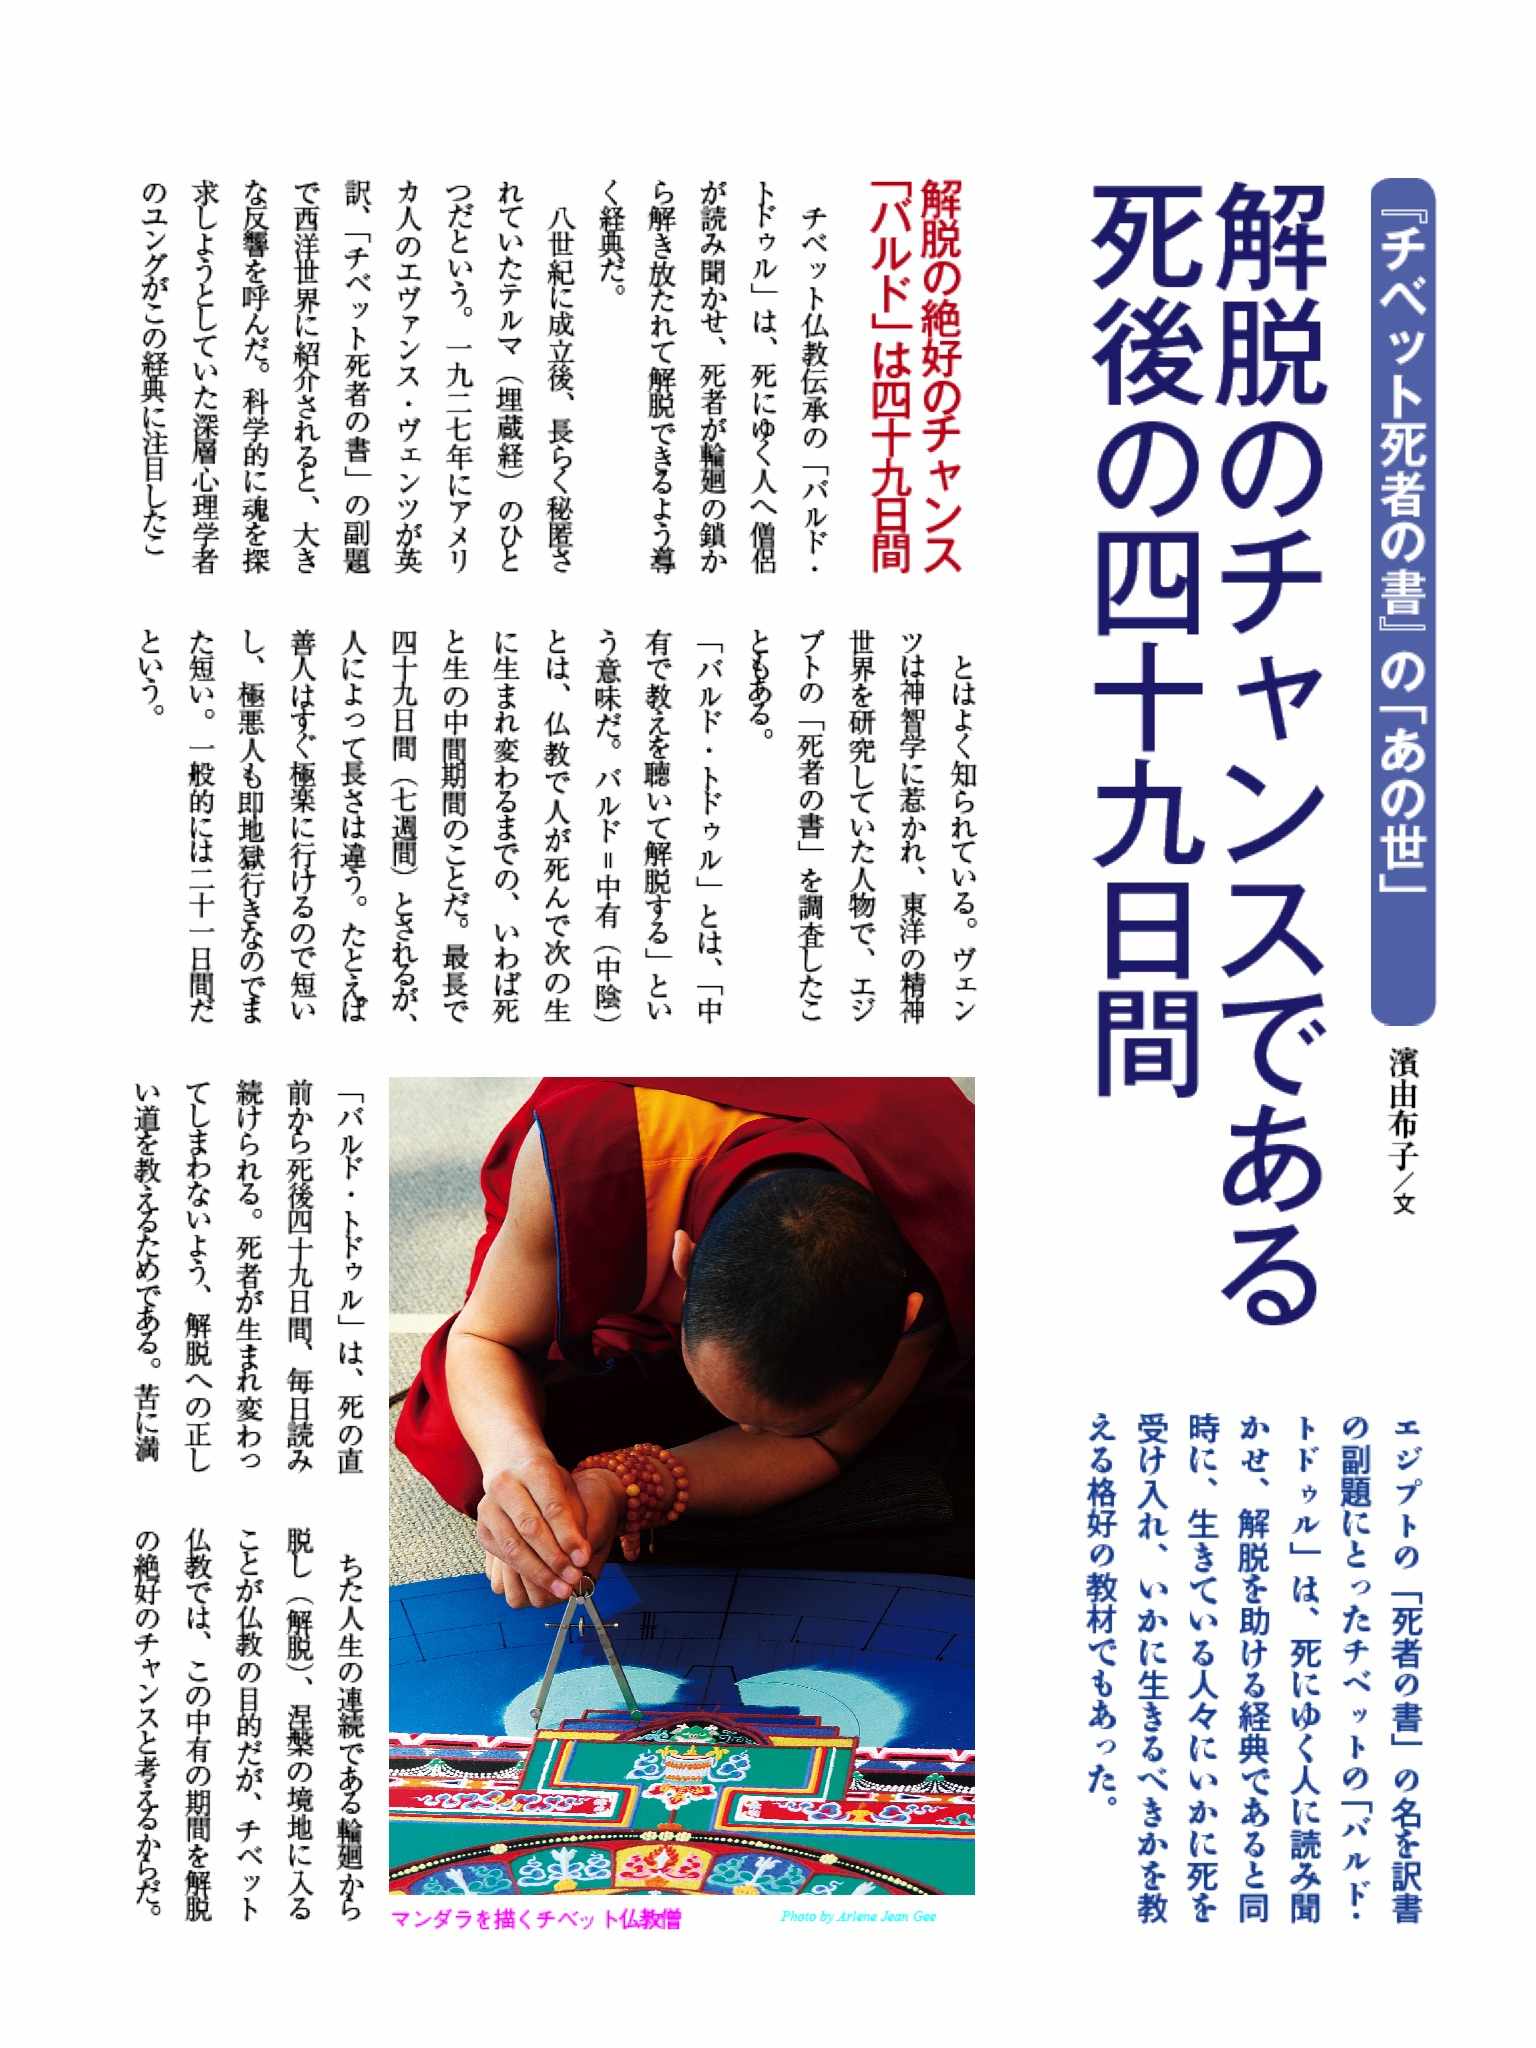 『チベット死者の書』の「あの世」
濱由布子／文
解脱のチャンスである
死後の四十九日間
エジプトの「死者の書」の名を訳書
の副題にとったチベットの「バルド・
トドゥル」は、死にゆく人に読み聞
かせ、解脱を助ける経典であると同
時に、生きている人々にいかに死を
受け入れ、いかに生きるべきかを教
える格好の教材でもあった。
解脱の絶好のチャンス
「バルド」は四十九日間
チベット仏教伝承の「バルド・
トドゥル」は、死にゆく人へ僧侶
が読み聞かせ、死者が輪廻の鎖か
ら解き放たれて解脱できるよう導
く経典だ。
八世紀に成立後、長らく秘匿さ
れていたテルマ（埋蔵経）のひと
つだという。一九二七年にアメリ
カ人のエヴァンス・ヴェンツが英
訳、「チベット死者の書」の副題
で西洋世界に紹介されると、大き
な反響を呼んだ。科学的に魂を探
求しようとしていた深層心理学者
のユングがこの経典に注目したこ
とはよく知られている。ヴェン
ツは神智学に惹かれ、東洋の精神
世界を研究していた人物で、エジ
プトの「死者の書」を調査したこ
ともある。
「バルド・トドゥル」とは、「中
有で教えを聴いて解脱する」とい
う意味だ。バルド＝中有（中陰）
とは、仏教で人が死んで次の生
に生まれ変わるまでの、いわば死
と生の中間期間のことだ。最長で
四十九日間（七週間）とされるが、
人によって長さは違う。たとえば
善人はすぐ極楽に行けるので短い
し、極悪人も即地獄行きなのでま
た短い。一般的には二十一日間だ
という。
「バルド・トドゥル」は、死の直
前から死後四十九日間、毎日読み
続けられる。死者が生まれ変わっ
てしまわないよう、解脱への正し
い道を教えるためである。苦に満
ちた人生の連続である輪廻から
脱し（解脱）、涅槃の境地に入る
ことが仏教の目的だが、チベット
仏教では、この中有の期間を解脱
の絶好のチャンスと考えるからだ。
マンダラを描くチベット仏教僧
Photo by Arlene Jean Gee